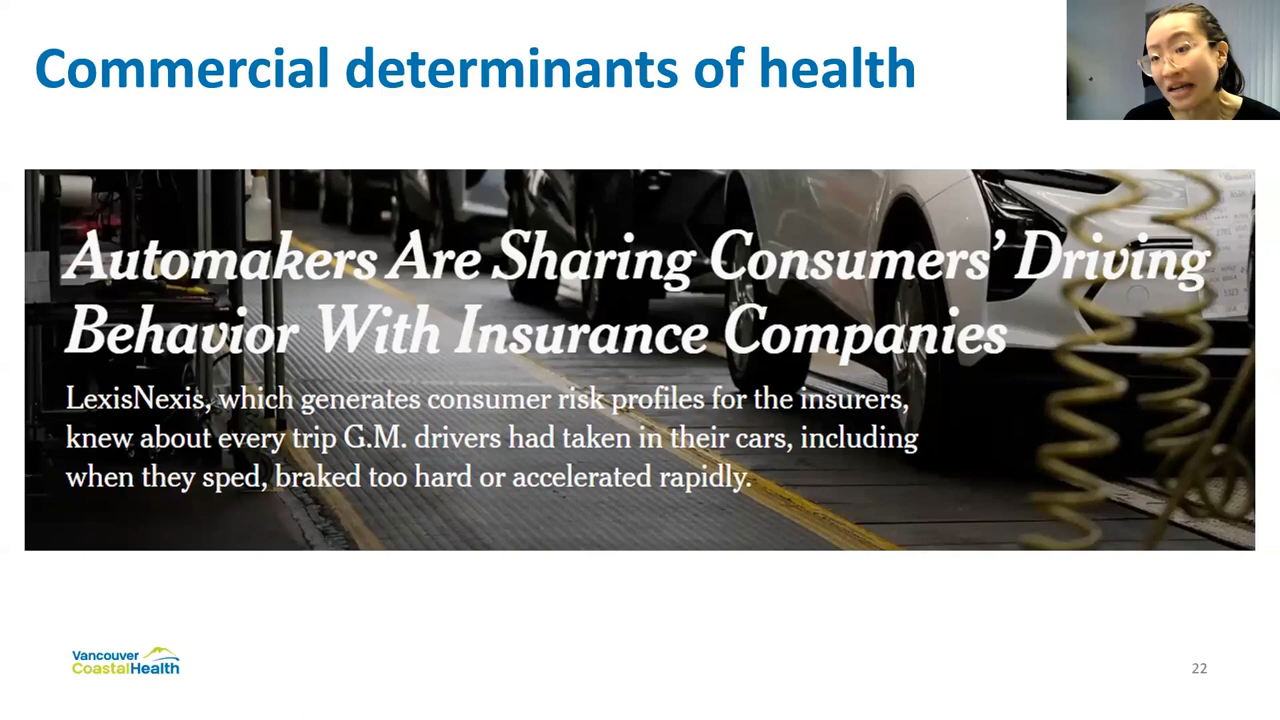 Commercial determinants of health
Automakers Are Sharing Consumers’ Driving
Behavior With Insurance Companies
LexisNexis, which generates consumer risk profiles for the insurers,
knew about every trip G.M. drivers had taken in their cars, including
when they sped, braked too hard or accelerated rapidly.
Vancouver
CoastalHealth
22